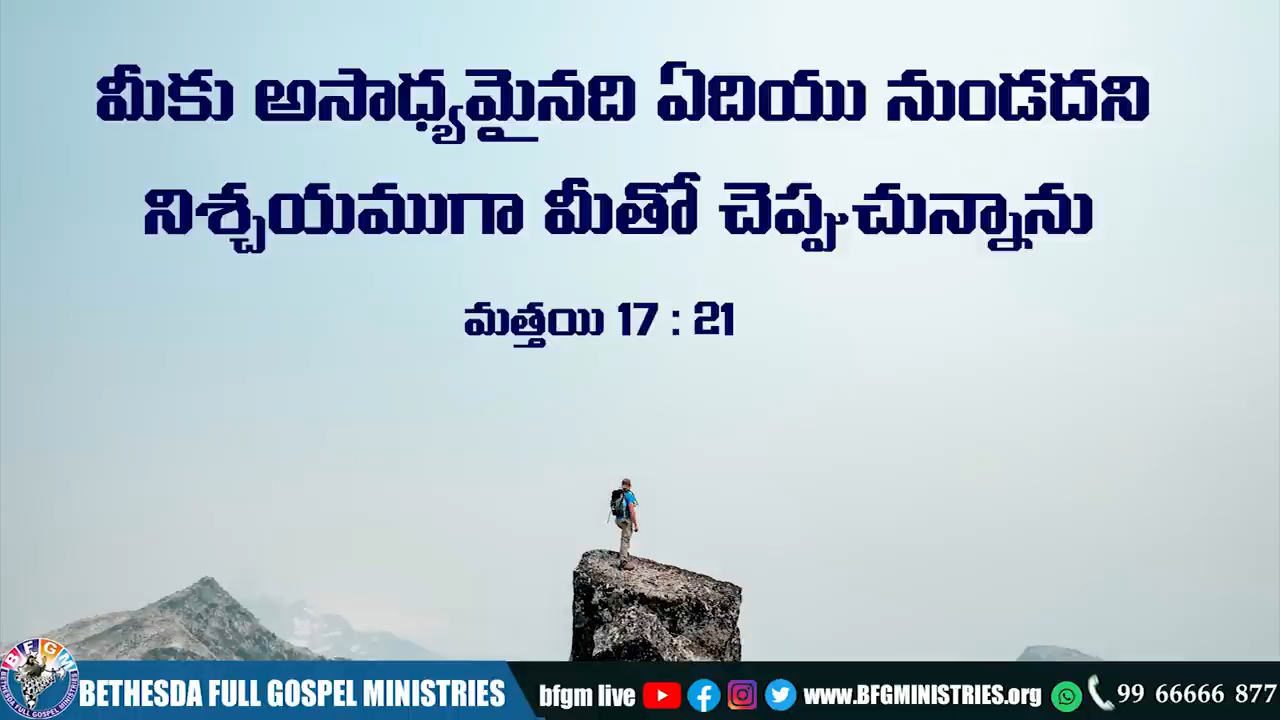 మీకు అసాధ్యమైనది ఏదియు నుండదని
నిశ్చయముగా మీతో చెప్పుచున్నాను
మత్తయి 17 : 21
BFGM
BETHESDA FULL GOSPEL MINISTRIES
bfgm live www.BFGMINISTRIES.org 99 66666 877